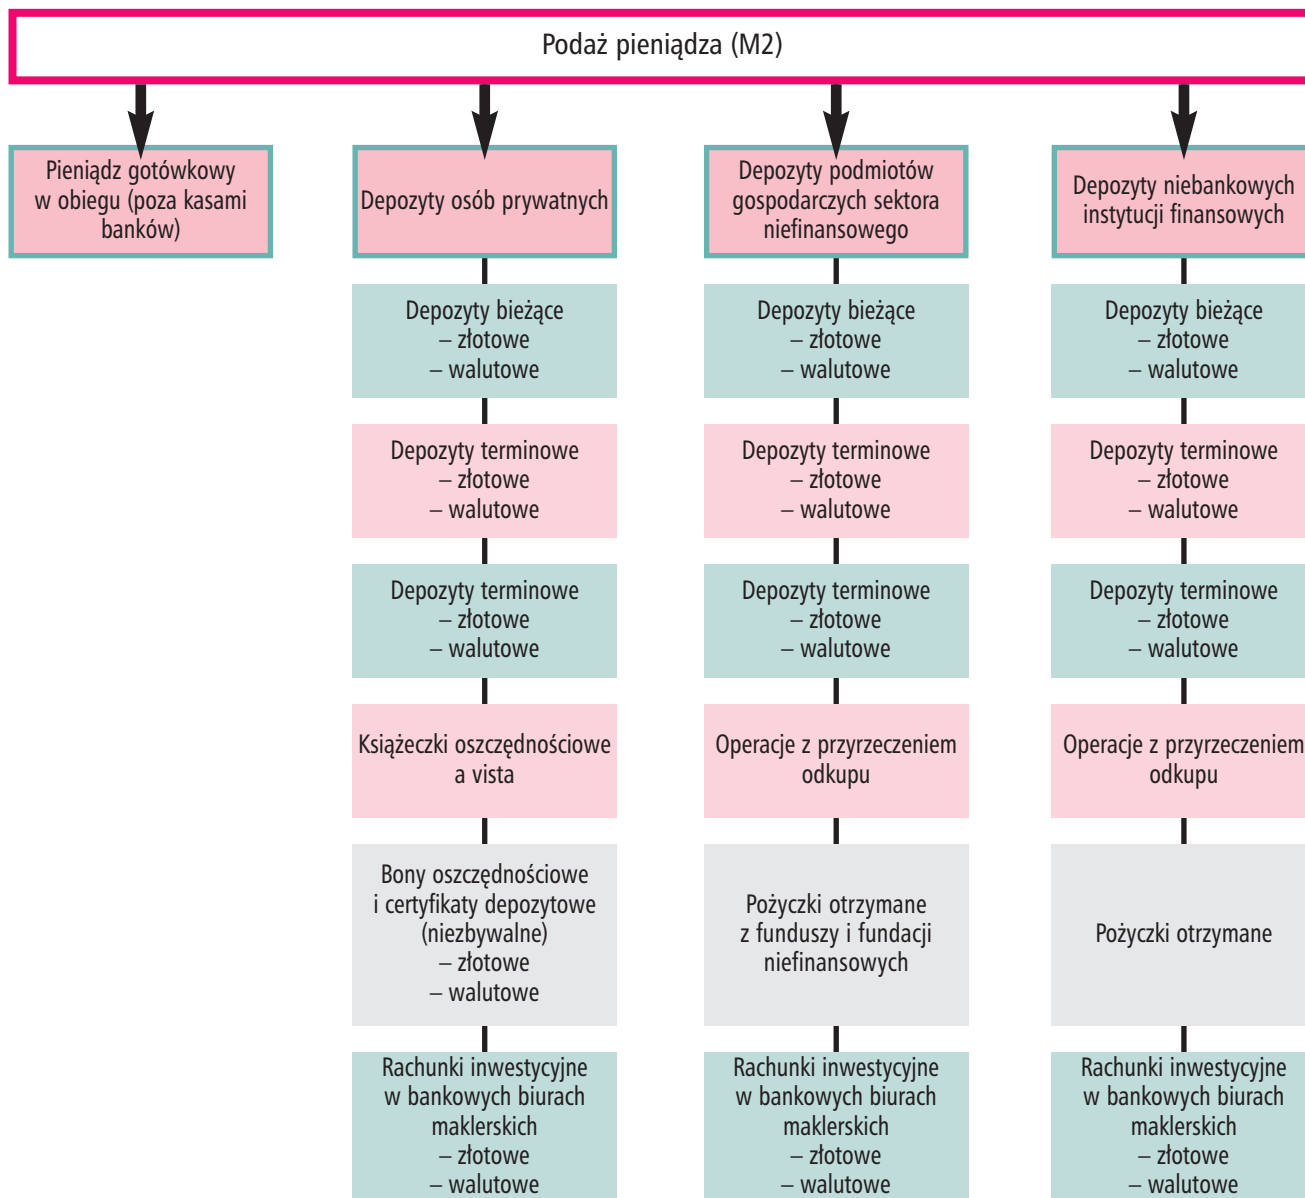 Podaż pieniądza (M2)
Pieniądz gotówkowy
w obiegu (poza kasami
banków)
Depozyty osób prywatnych
Depozyty podmiotów
gospodarczych sektora
niefinansowego
Depozyty niebankowych
instytucji finansowych
Depozyty bieżące
– złotowe
– walutowe
Depozyty bieżące
– złotowe
– walutowe
Depozyty bieżące
– złotowe
– walutowe
Depozyty terminowe
– złotowe
– walutowe
Depozyty terminowe
– złotowe
– walutowe
Depozyty terminowe
– złotowe
– walutowe
Depozyty terminowe
– złotowe
– walutowe
Depozyty terminowe
– złotowe
– walutowe
Depozyty terminowe
– złotowe
– walutowe
Książeczki oszczędnościowe
a vista
Operacje z przyrzeczeniem
odkupu
Operacje z przyrzeczeniem
odkupu
Bony oszczędnościowe
i certyfikaty depozytowe
(niezbywalne)
– złotowe
– walutowe
Pożyczki otrzymane
z funduszy i fundacji
niefinansowych
Pożyczki otrzymane
Rachunki inwestycyjne
w bankowych biurach
maklerskich
– złotowe
– walutowe
Rachunki inwestycyjne
w bankowych biurach
maklerskich
– złotowe
– walutowe
Rachunki inwestycyjne
w bankowych biurach
maklerskich
– złotowe
– walutowe